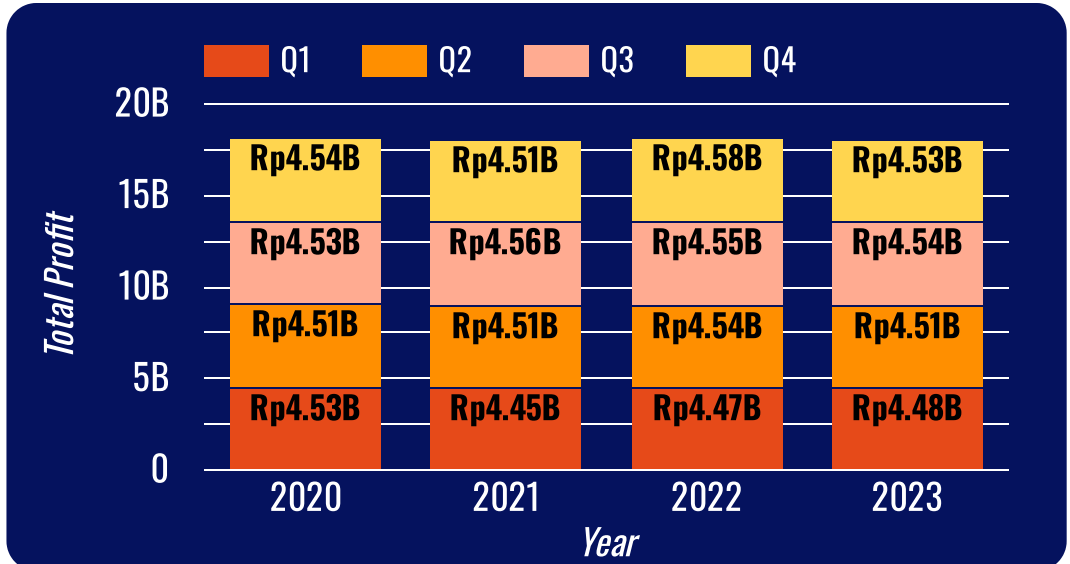 Q1 Q2 Q3 Q4
20B
Rp4.54B Rp4.51B Rp4.58B Rp4.53B
15B
Rp4.53B Rp4.56B Rp4.55B Rp4.54B
10B
Rp4.51B Rp4.51B Rp4.54B Rp4.51B
5B
Rp4.53B Rp4.45B Rp4.47B Rp4.48B
0
2020 2021 2022 2023
Year
Total Profit